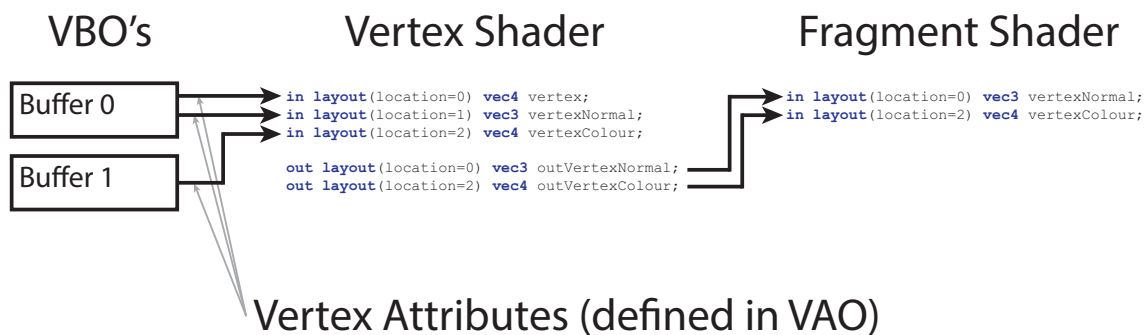 VBO's
Vertex Shader
Fragment Shader
Buffer 0
Buffer 1
in layout(location=0) vec4 vertex;
in layout(location=1) vec3 vertexNormal;
in layout(location=2) vec4 vertexColour;
out layout(location=0) vec3 outVertexNormal;
out layout(location=2) vec4 outVertexColour;
in layout(location=0) vec3 vertexNormal;
in layout(location=2) vec4 vertexColour;
Vertex Attributes (defined in VAO)